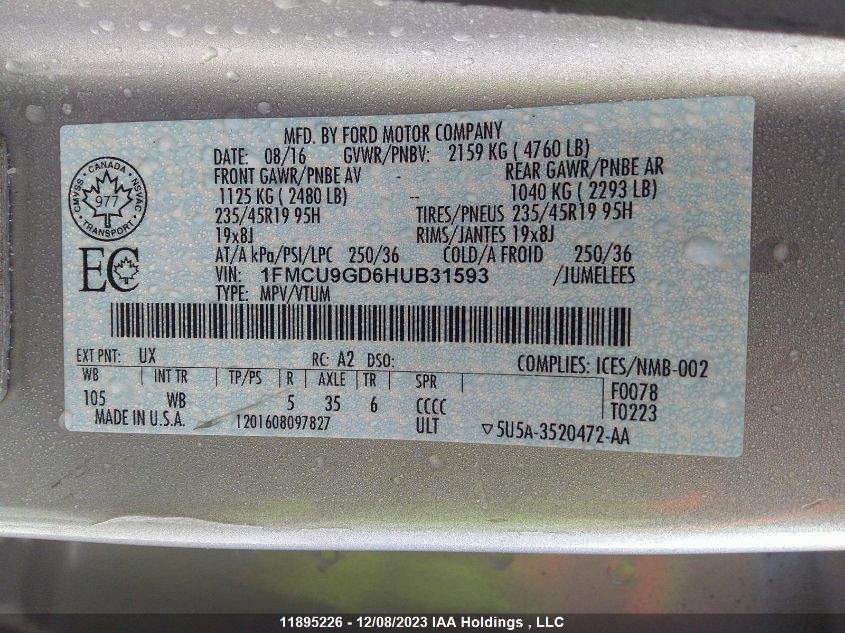 MFD. BY FORD MOTOR COMPANY
DATE: 08/16 GVWR/PNBV: 2159 KG ( 4760 LB)
FRONT GAWR/PNBE AV - REAR GAWR/PNBE AR
1125 KG ( 2480 LB) -- 1040 KG ( 2293 LB)
235/45R19 95H TIRES/PNEUS 235/45R19 95H
19x8J RIMS/JANTES 19x8J
AT/A kPa/PSI/LPC 250/36 COLD/A FROID 250/36
VIN: 1FMCU9GD6HUB31593 /JUMELEES
TYPE: MPV/VTUM
CMVSS · CANADA · NSVAC
977
TRANSPORT
EC
EXT PNT: UX RC: A2 DSO: COMPLIES: ICES/NMB-002
WB INT TR TP/PS R AXLE TR SPR F0078
105 WB 5 35 6 CCCC T0223
MADE IN U.S.A. 1201608097827 ULT ▽5U5A-3520472-AA
11895226 - 12/08/2023 IAA Holdings , LLC